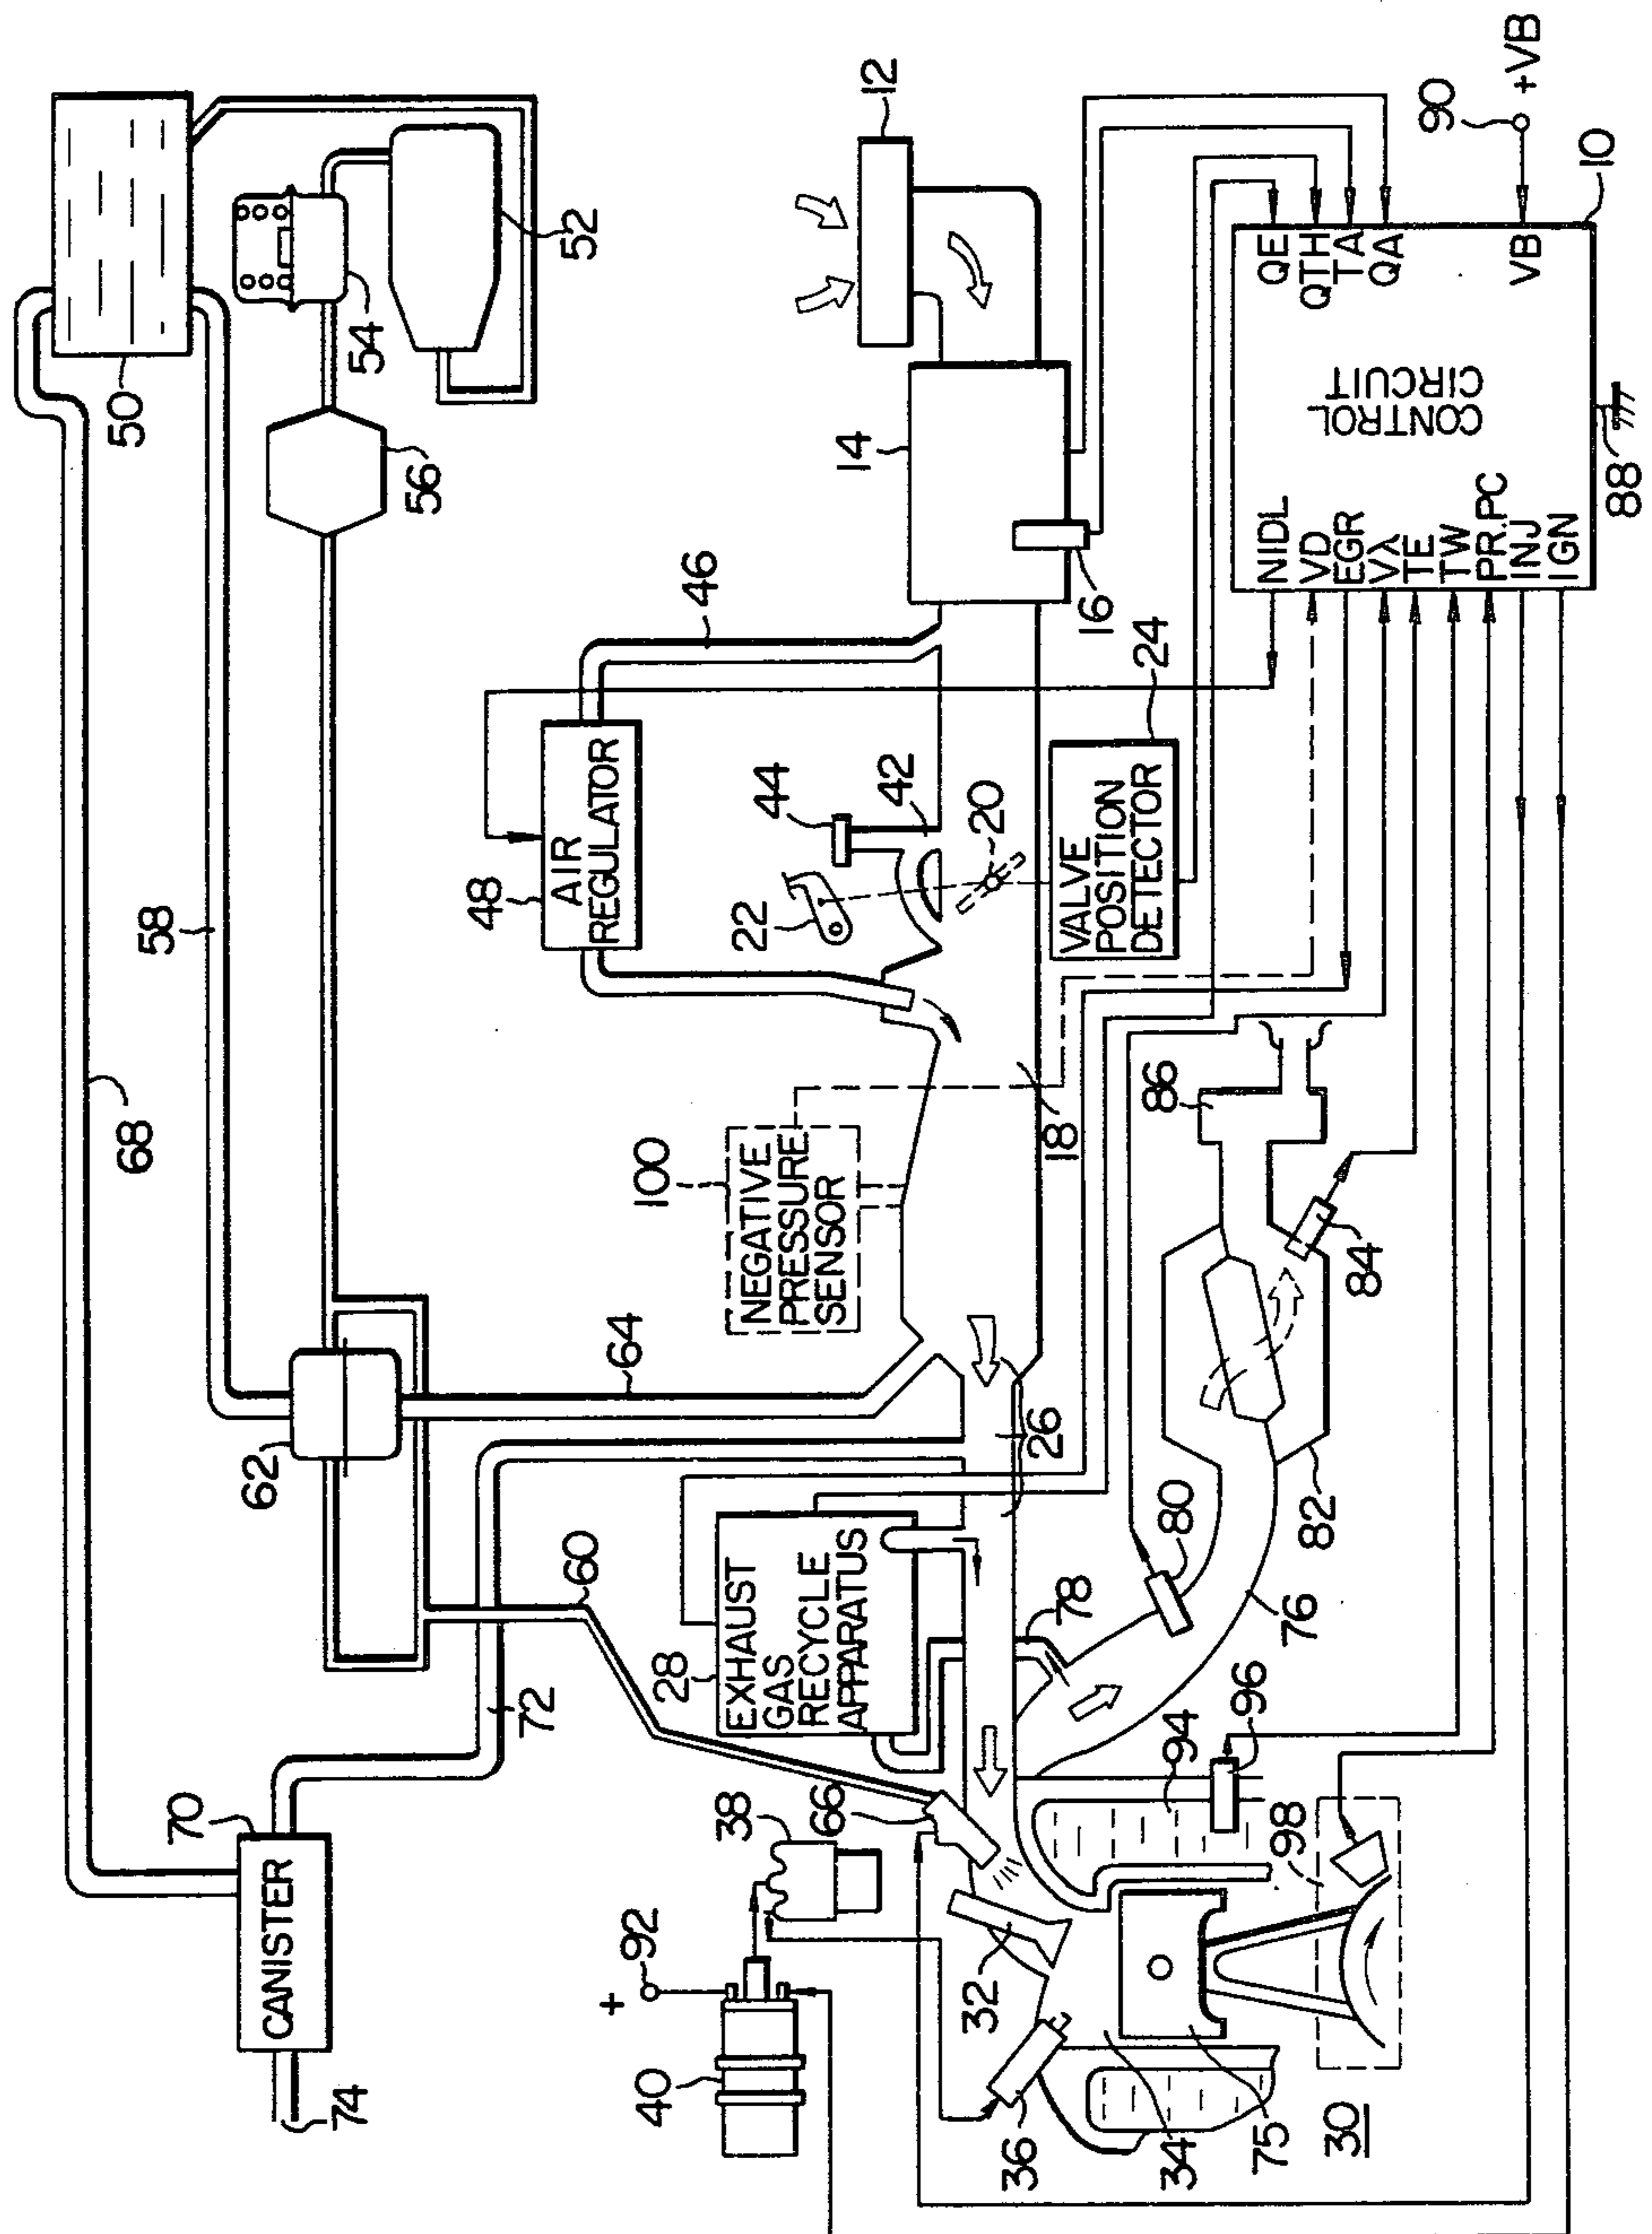 12
90
+VB
10
QE
QTH
TA
QA
VB
CONTROL
CIRCUIT
NIDL
VD
EGR
Vλ
TE
TW
PR.PC
INJ
IGN
88
50
52
54
56
14
16
46
58
68
AIR
REGULATOR
48
44
42
22
20
VALVE
POSITION
DETECTOR
24
100
NEGATIVE
PRESSURE
SENSOR
18
86
84
82
80
62
64
26
60
72
28
EXHAUST
GAS
RECYCLE
APPARATUS
78
76
70
CANISTER
74
38
66
92
+
40
32
36
34
75
30
94
96
98